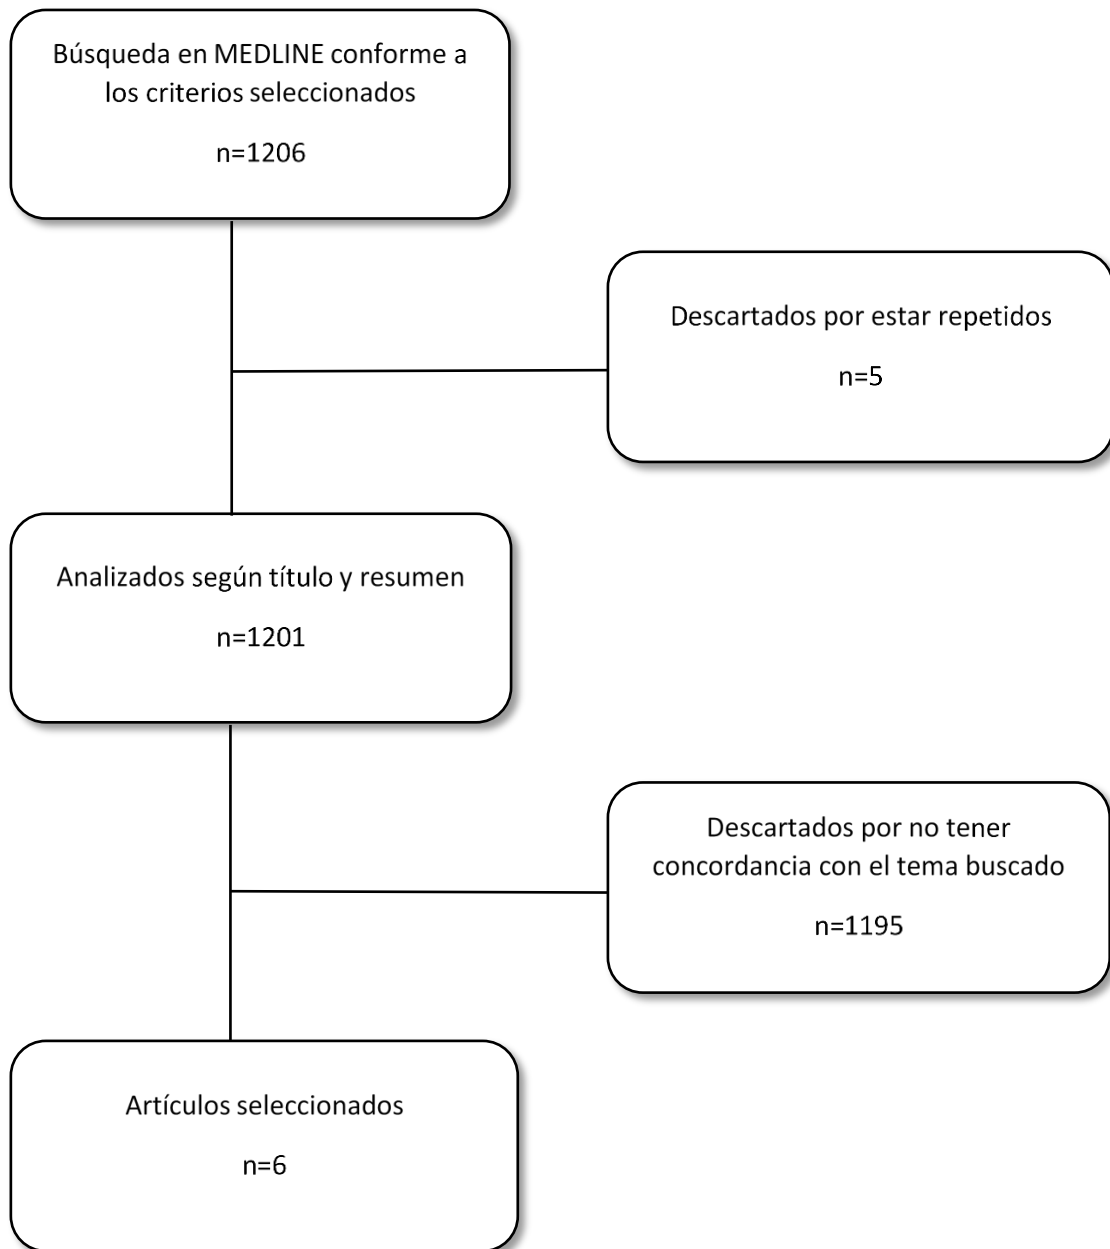 Búsqueda en MEDLINE conforme a
los criterios seleccionados
n=1206
Descartados por estar repetidos
n=5
Analizados según título y resumen
n=1201
Descartados por no tener
concordancia con el tema buscado
n=1195
Artículos seleccionados
n=6